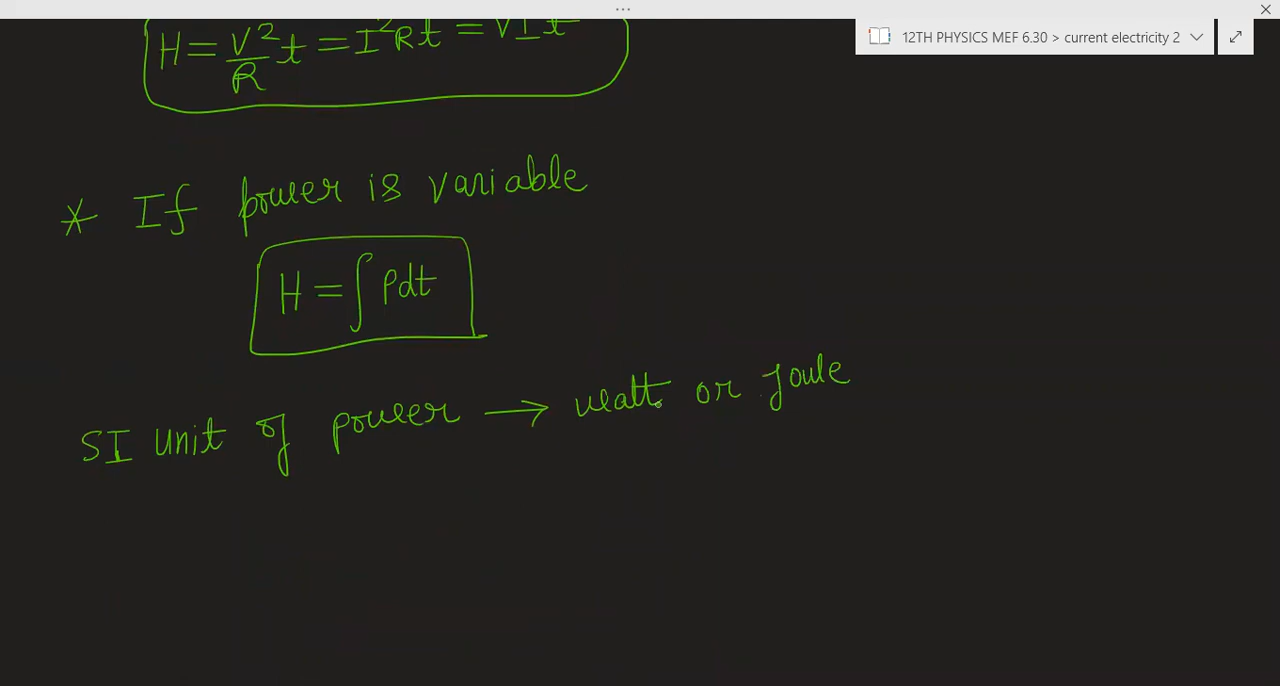 12TH PHYSICS MEF 6.30 > current electricity 2
H = V²/R t = I²Rt = VIt
* If power is variable
H = ∫ Pdt
SI unit of power → watt or Joule